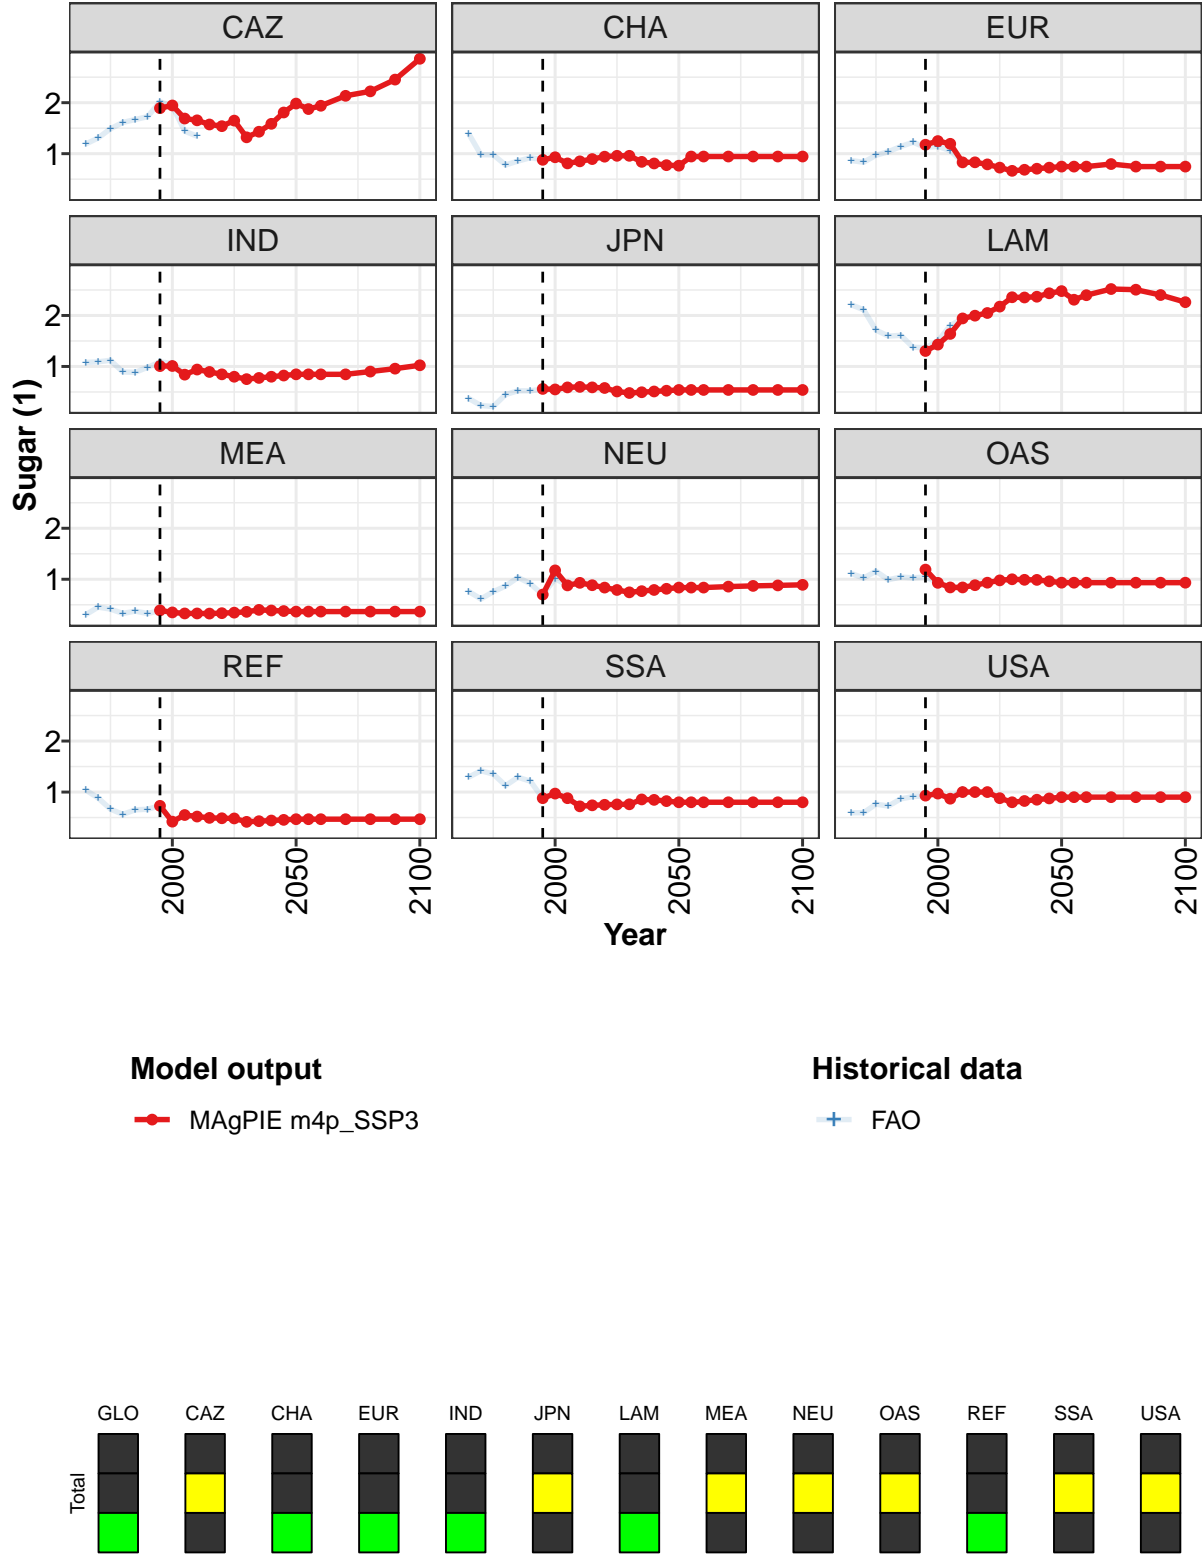 CAZ CHA EUR
2
1
IND JPN LAM
2
1
Sugar (1)
MEA NEU OAS
2
1
REF SSA USA
2
1
2000 2050 2100 2000 2050 2100 2000 2050 2100
Year
Model output Historical data
MAgPIE m4p_SSP3 FAO
GLO CAZ CHA EUR IND JPN LAM MEA NEU OAS REF SSA USA
Total